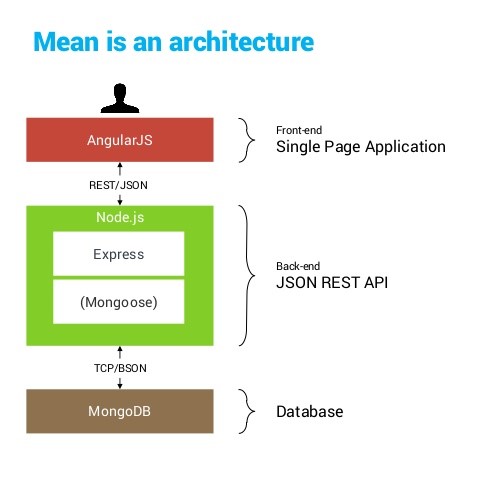 Mean is an architecture
AngularJS
Front-end
Single Page Application
REST/JSON
Node.js
Express
(Mongoose)
Back-end
JSON REST API
TCP/BSON
MongoDB
Database